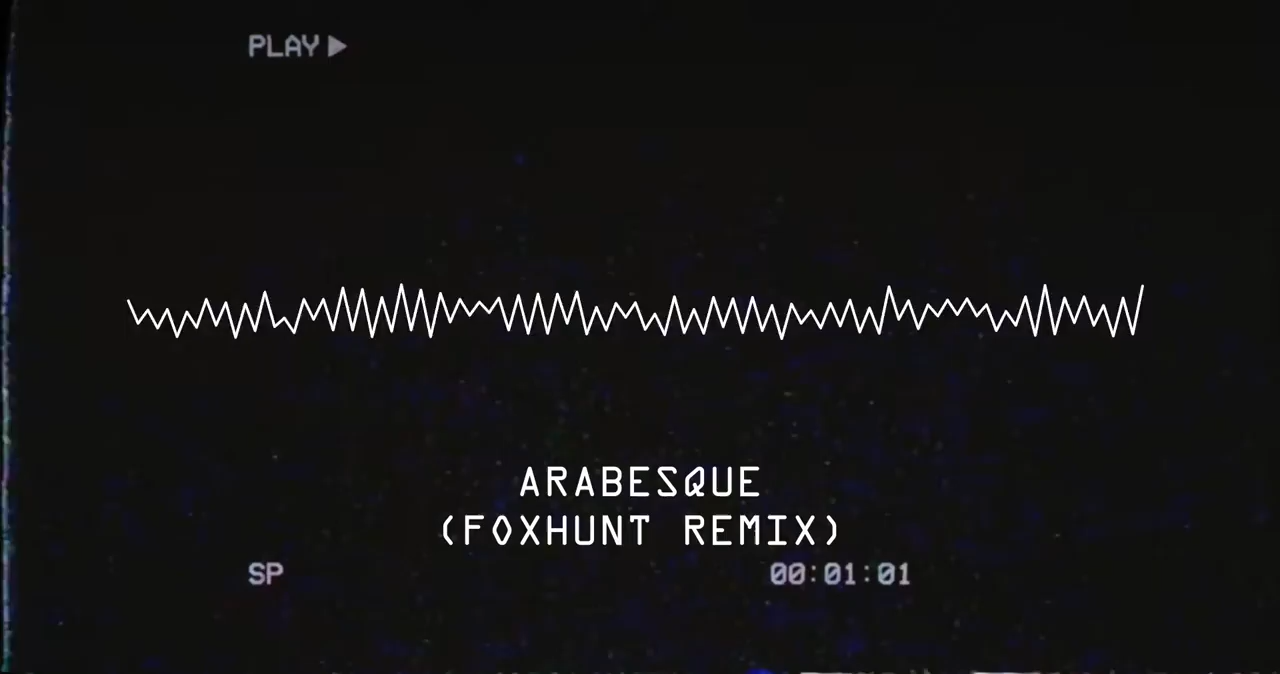 PLAY ▶
ARABESQUE
(FOXHUNT REMIX)
SP 00:01:01